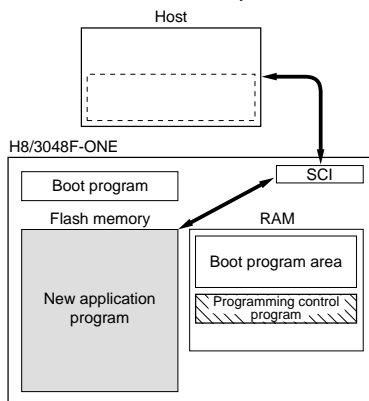 Host
H8/3048F-ONE
SCI
Boot program
Flash memory
RAM
Boot program area
New application
program
Programming control
program